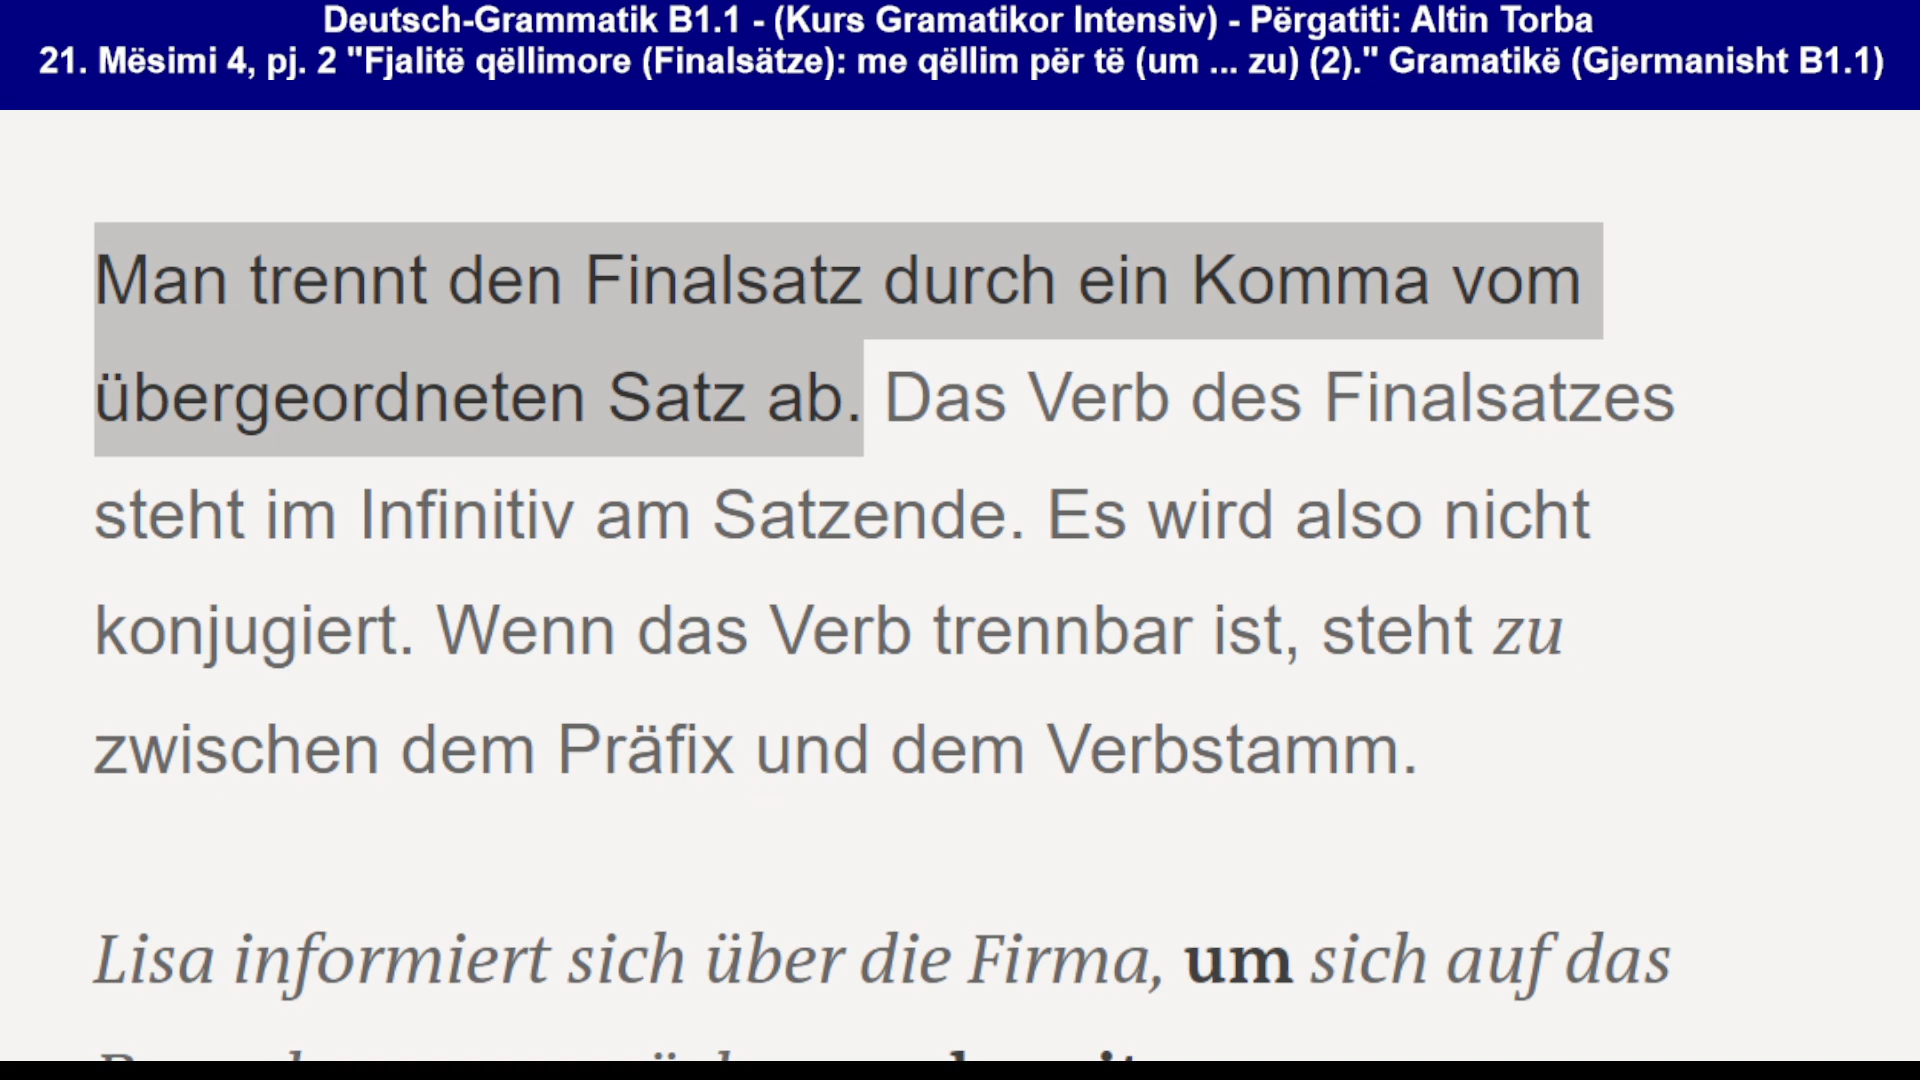 Deutsch-Grammatik B1.1 - (Kurs Gramatikor Intensiv) - Përgatiti: Altin Torba
21. Mësimi 4, pj. 2 "Fjalitë qëllimore (Finalsätze): me qëllim për të (um ... zu) (2)." Gramatikë (Gjermanisht B1.1)
Man trennt den Finalsatz durch ein Komma vom
übergeordneten Satz ab. Das Verb des Finalsatzes
steht im Infinitiv am Satzende. Es wird also nicht
konjugiert. Wenn das Verb trennbar ist, steht zu
zwischen dem Präfix und dem Verbstamm.
Lisa informiert sich über die Firma, um sich auf das